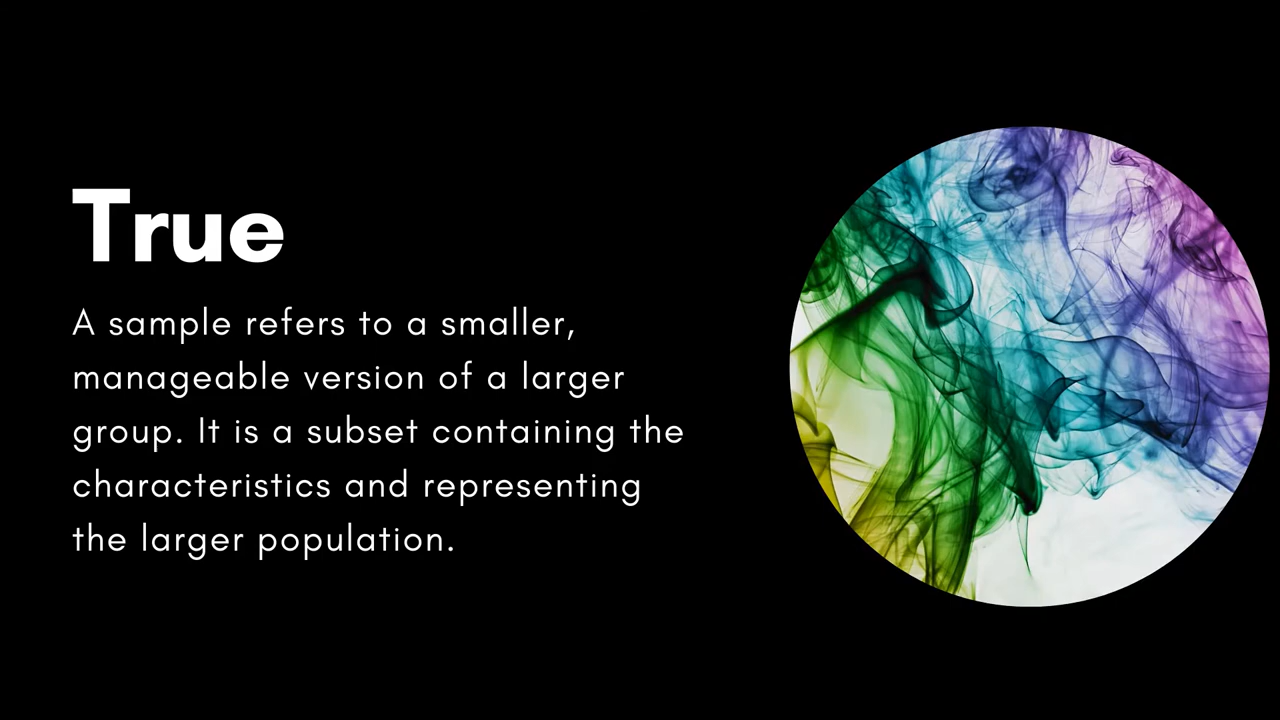 True
A sample refers to a smaller,
manageable version of a larger
group. It is a subset containing the
characteristics and representing
the larger population.